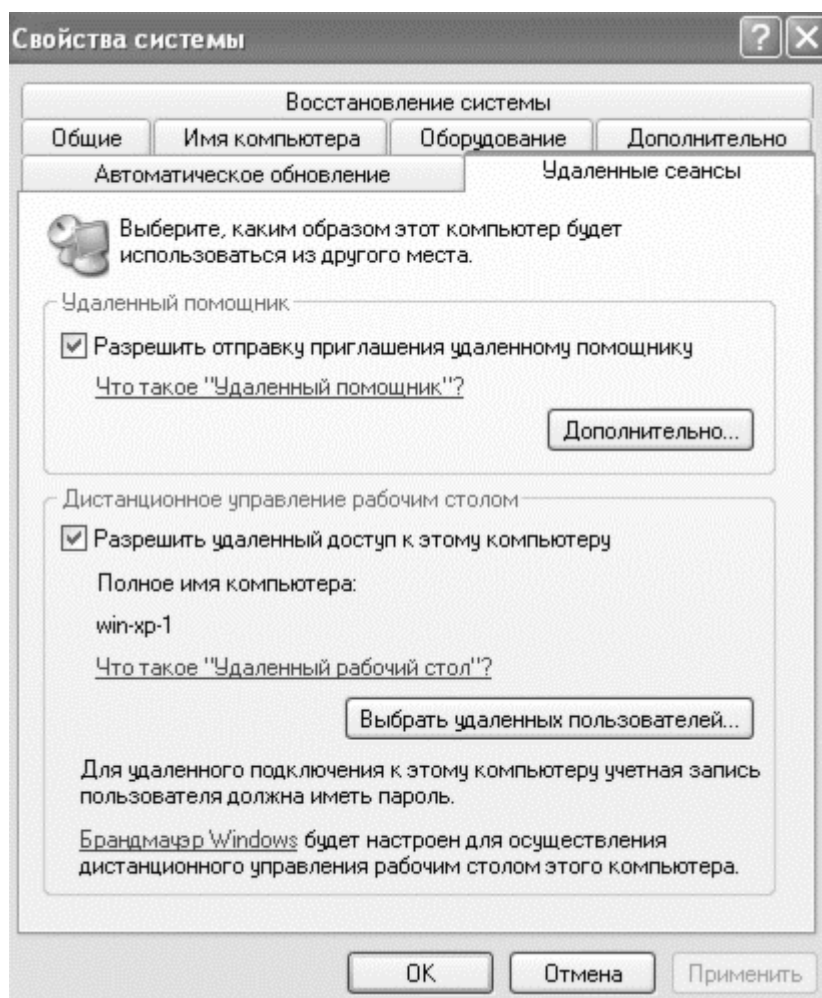 Свойства системы
Восстановление системы
Общие Имя компьютера Оборудование Дополнительно
Автоматическое обновление Удаленные сеансы
Выберите, каким образом этот компьютер будет
использоваться из другого места.
Удаленный помощник
Разрешить отправку приглашения удаленному помощнику
Что такое "Удаленный помощник"?
Дополнительно...
Дистанционное управление рабочим столом
Разрешить удаленный доступ к этому компьютеру
Полное имя компьютера:
win-xp-1
Что такое "Удаленный рабочий стол"?
Выбрать удаленных пользователей...
Для удаленного подключения к этому компьютеру учетная запись
пользователя должна иметь пароль.
Брандмауэр Windows будет настроен для осуществления
дистанционного управления рабочим столом этого компьютера.
OK Отмена Применить